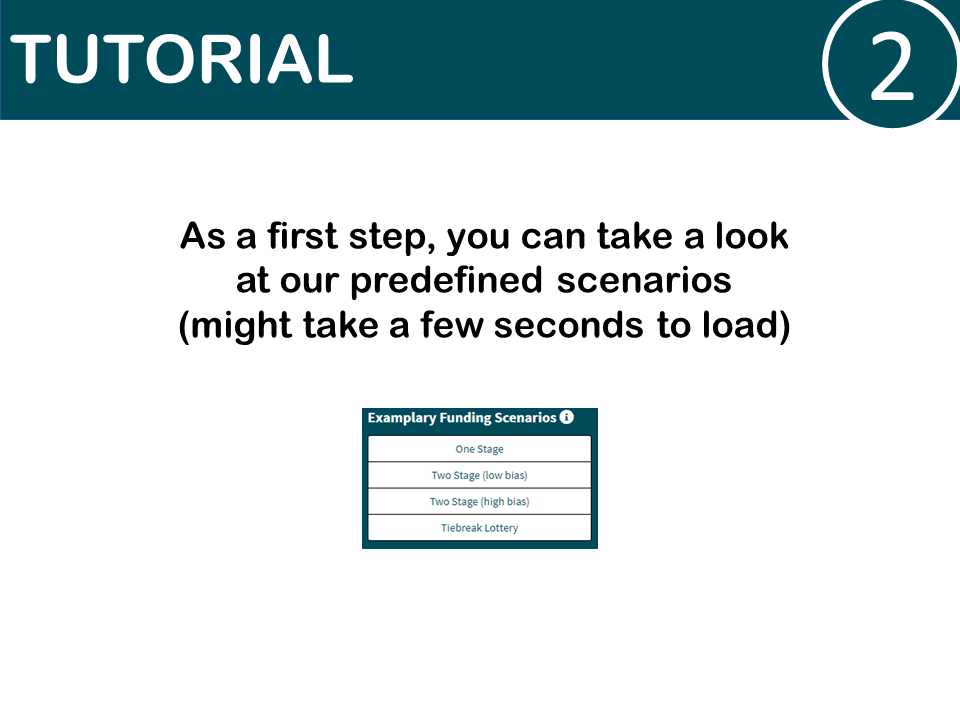 TUTORIAL
2
As a first step, you can take a look
at our predefined scenarios
(might take a few seconds to load)
Examplary Funding Scenarios
One Stage
Two Stage (low bias)
Two Stage (high bias)
Tiebreak Lottery